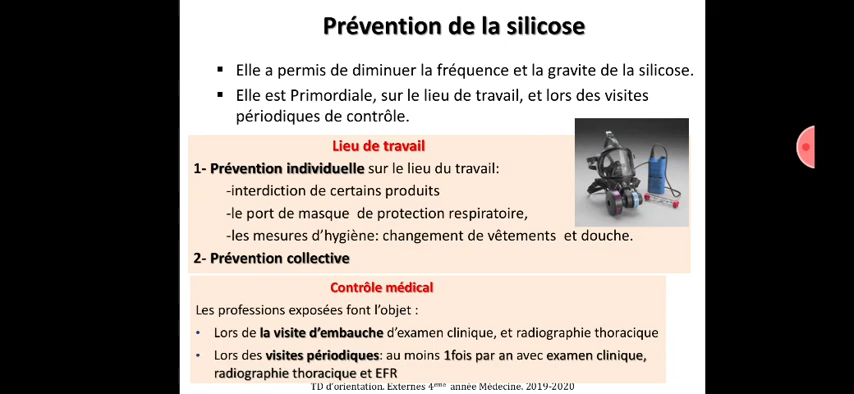 Prévention de la silicose
▪ Elle a permis de diminuer la fréquence et la gravite de la silicose.
▪ Elle est Primordiale, sur le lieu de travail, et lors des visites
périodiques de contrôle.
Lieu de travail
1- Prévention individuelle sur le lieu du travail:
-interdiction de certains produits
-le port de masque de protection respiratoire,
-les mesures d'hygiène: changement de vêtements et douche.
2- Prévention collective
Contrôle médical
Les professions exposées font l'objet :
• Lors de la visite d'embauche d'examen clinique, et radiographie thoracique
• Lors des visites périodiques: au moins 1fois par an avec examen clinique,
radiographie thoracique et EFR
TD d'orientation. Externes 4ème année Médecine. 2019-2020